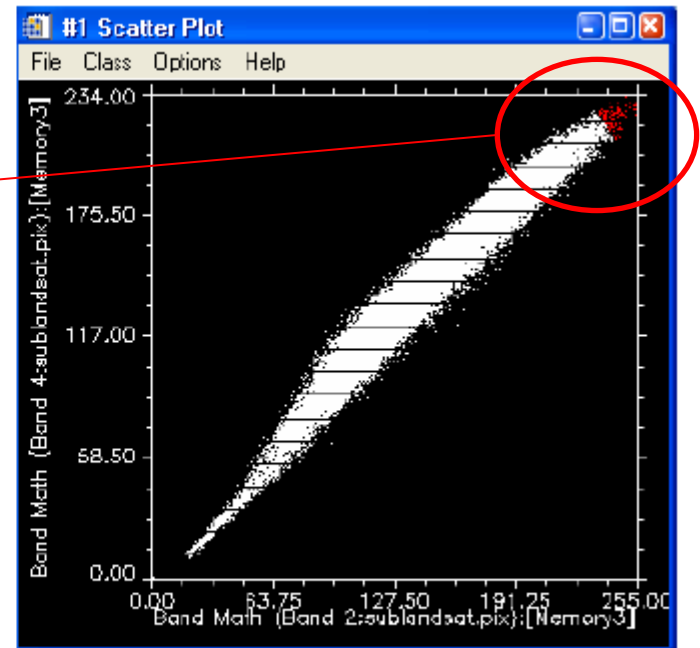 #1 Scatter Plot
File Class Options Help
234.00
175.50
117.00
58.50
0.00
Band Math (Band 4:sublandsat.pix):[Memory3]
0.00 63.75 127.50 191.25 255.00
Band Math (Band 2:sublandsat.pix):[Memory3]